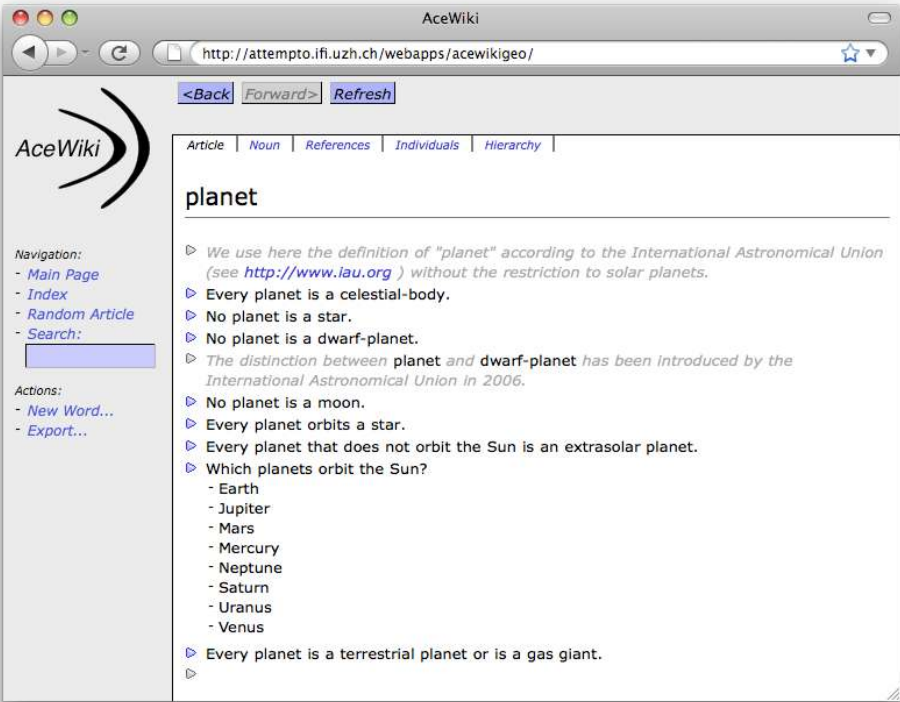 AceWiki
http://attempto.ifi.uzh.ch/webapps/acewikigeo/
<Back Forward> Refresh
AceWiki
Article Noun References Individuals Hierarchy
planet
Navigation:
- Main Page
- Index
- Random Article
- Search:
Actions:
- New Word...
- Export...
We use here the definition of "planet" according to the International Astronomical Union
(see http://www.iau.org ) without the restriction to solar planets.
Every planet is a celestial-body.
No planet is a star.
No planet is a dwarf-planet.
The distinction between planet and dwarf-planet has been introduced by the
International Astronomical Union in 2006.
No planet is a moon.
Every planet orbits a star.
Every planet that does not orbit the Sun is an extrasolar planet.
Which planets orbit the Sun?
- Earth
- Jupiter
- Mars
- Mercury
- Neptune
- Saturn
- Uranus
- Venus
Every planet is a terrestrial planet or is a gas giant.